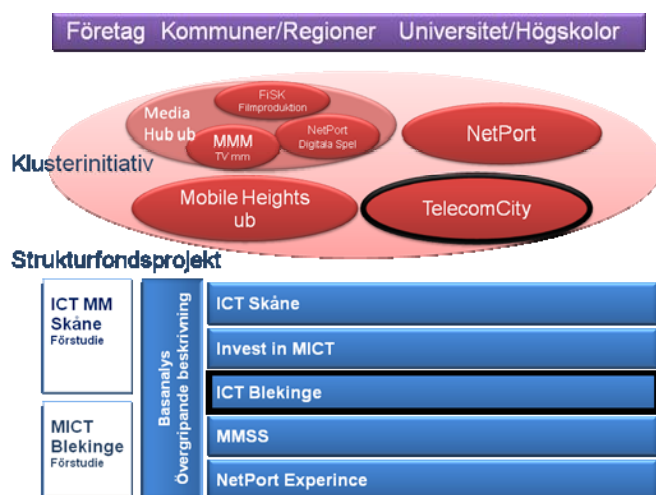 Företag Kommuner/Regioner Universitet/Högskolor
FiSK
Filmproduktion
Media
Hub ub
MMM
TV mm
NetPort
Digitala Spel
NetPort
Klusterinitiativ
Mobile Heights
ub
TelecomCity
Strukturfondsprojekt
ICT MM
Skåne
Förstudie
MICT
Blekinge
Förstudie
Basanalys
Övergripande beskrivning
ICT Skåne
Invest in MICT
ICT Blekinge
MMSS
NetPort Experince